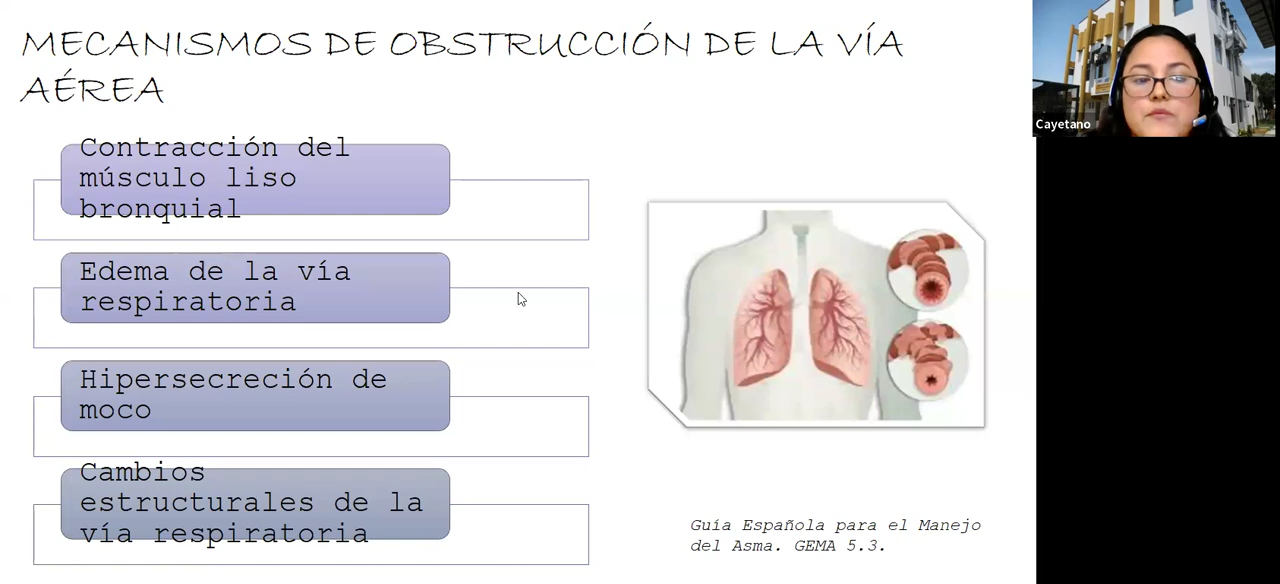 MECANISMOS DE OBSTRUCCIÓN DE LA VÍA
AÉREA
Contracción del
músculo liso
bronquial
Edema de la vía
respiratoria
Hipersecreción de
moco
Cambios
estructurales de la
vía respiratoria
Guía Española para el Manejo
del Asma. GEMA 5.3.
Cayetano